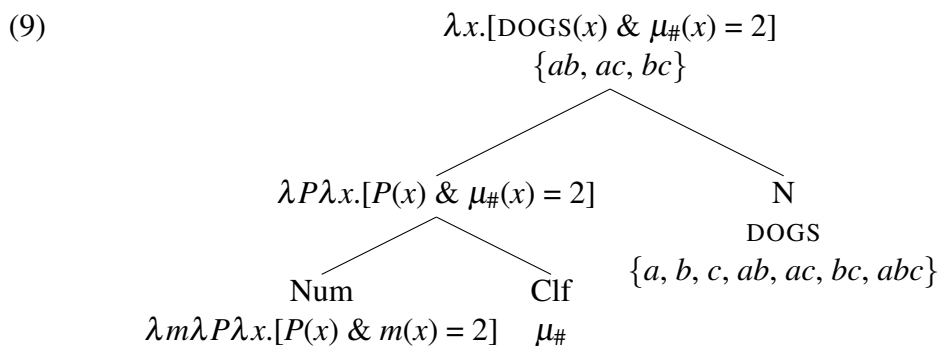 (9)
λx.[DOGS(x) & μ#(x) = 2]
{ab, ac, bc}
λPλx.[P(x) & μ#(x) = 2]
N
DOGS
{a, b, c, ab, ac, bc, abc}
Num
Clf
λmλPλx.[P(x) & m(x) = 2]
μ#